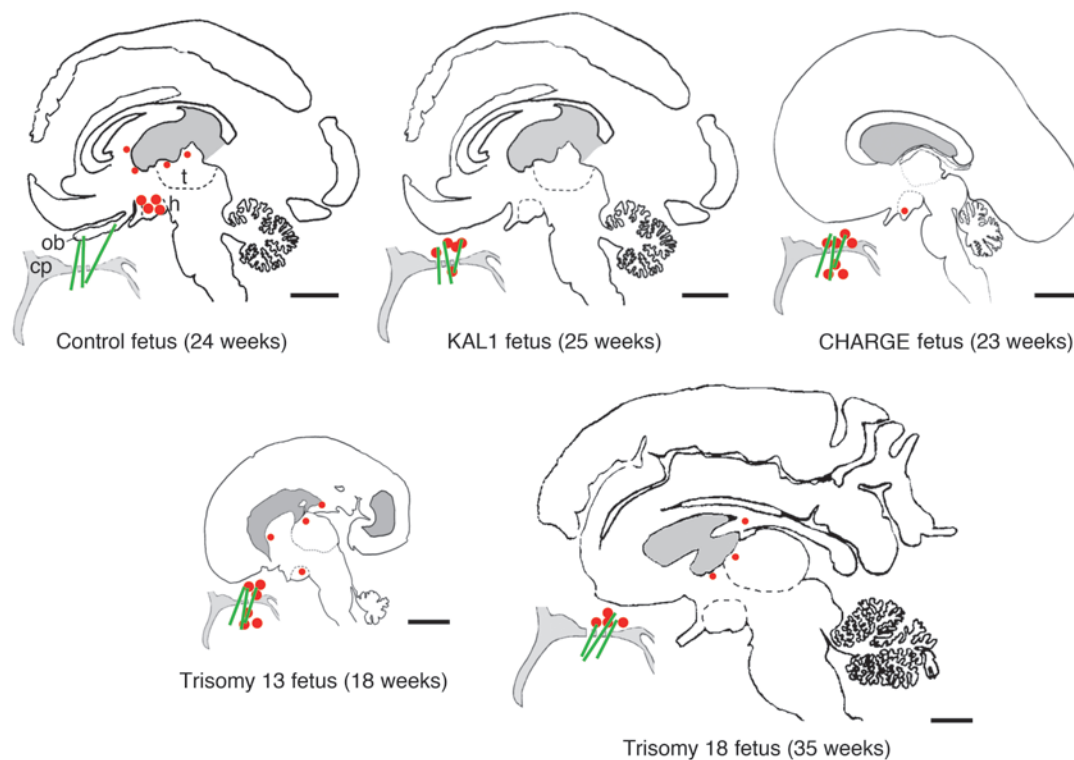 t
h
ob
cp
Control fetus (24 weeks)
KAL1 fetus (25 weeks)
CHARGE fetus (23 weeks)
Trisomy 13 fetus (18 weeks)
Trisomy 18 fetus (35 weeks)